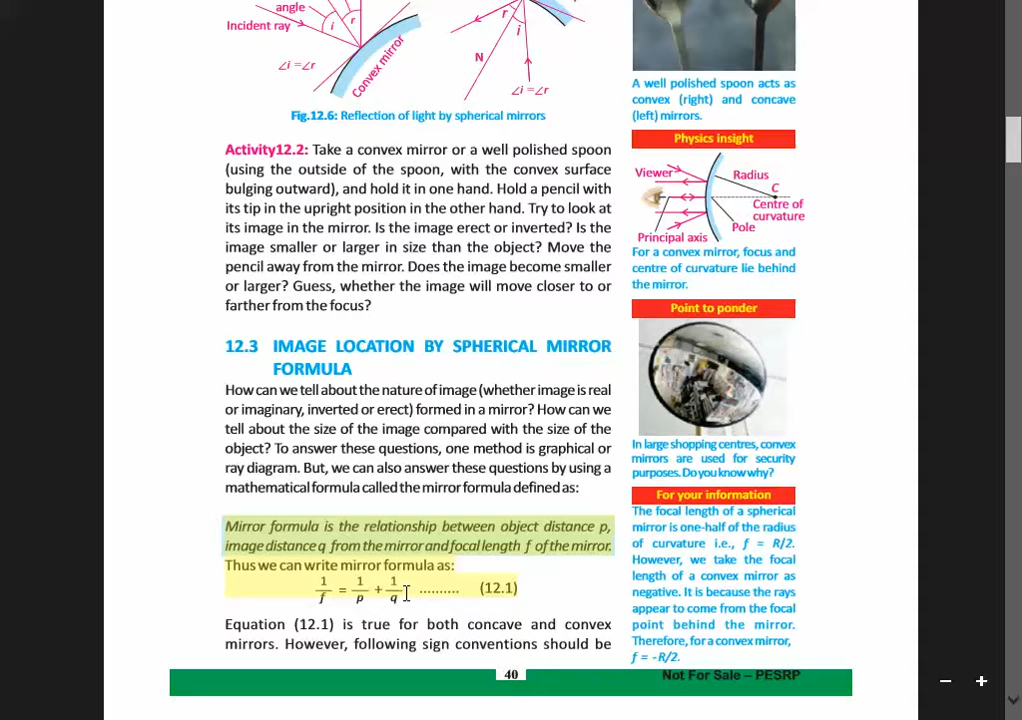 angle
Incident ray
i
r
∠i =∠r
Convex mirror
r
i
N
∠i =∠r
Fig.12.6: Reflection of light by spherical mirrors
Activity12.2: Take a convex mirror or a well polished spoon
(using the outside of the spoon, with the convex surface
bulging outward), and hold it in one hand. Hold a pencil with
its tip in the upright position in the other hand. Try to look at
its image in the mirror. Is the image erect or inverted? Is the
image smaller or larger in size than the object? Move the
pencil away from the mirror. Does the image become smaller
or larger? Guess, whether the image will move closer to or
farther from the focus?
12.3 IMAGE LOCATION BY SPHERICAL MIRROR
FORMULA
How can we tell about the nature of image (whether image is real
or imaginary, inverted or erect) formed in a mirror? How can we
tell about the size of the image compared with the size of the
object? To answer these questions, one method is graphical or
ray diagram. But, we can also answer these questions by using a
mathematical formula called the mirror formula defined as:
Mirror formula is the relationship between object distance p,
image distance q from the mirror and focal length f of the mirror.
Thus we can write mirror formula as:
1/f = 1/p + 1/q .......... (12.1)
Equation (12.1) is true for both concave and convex
mirrors. However, following sign conventions should be
A well polished spoon acts as
convex (right) and concave
(left) mirrors.
Physics insight
Viewer
Radius
C
Centre of
curvature
Pole
Principal axis
For a convex mirror, focus and
centre of curvature lie behind
the mirror.
Point to ponder
In large shopping centres, convex
mirrors are used for security
purposes. Do you know why?
For your information
The focal length of a spherical
mirror is one-half of the radius
of curvature i.e., f = R/2.
However, we take the focal
length of a convex mirror as
negative. It is because the rays
appear to come from the focal
point behind the mirror.
Therefore, for a convex mirror,
f = -R/2.
40
Not For Sale – PESRP